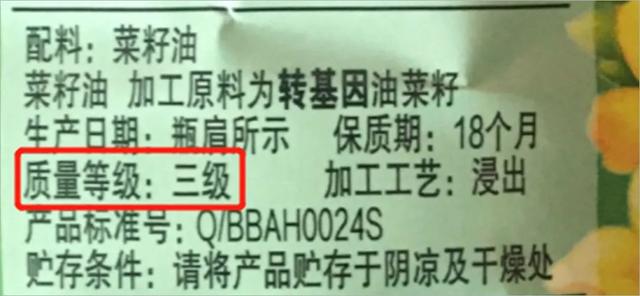 配料：菜籽油
菜籽油 加工原料为转基因油菜籽
生产日期：瓶肩所示 保质期：18个月
质量等级：三级 加工工艺：浸出
产品标准号：Q/BBAH0024S
贮存条件：请将产品贮存于阴凉及干燥处